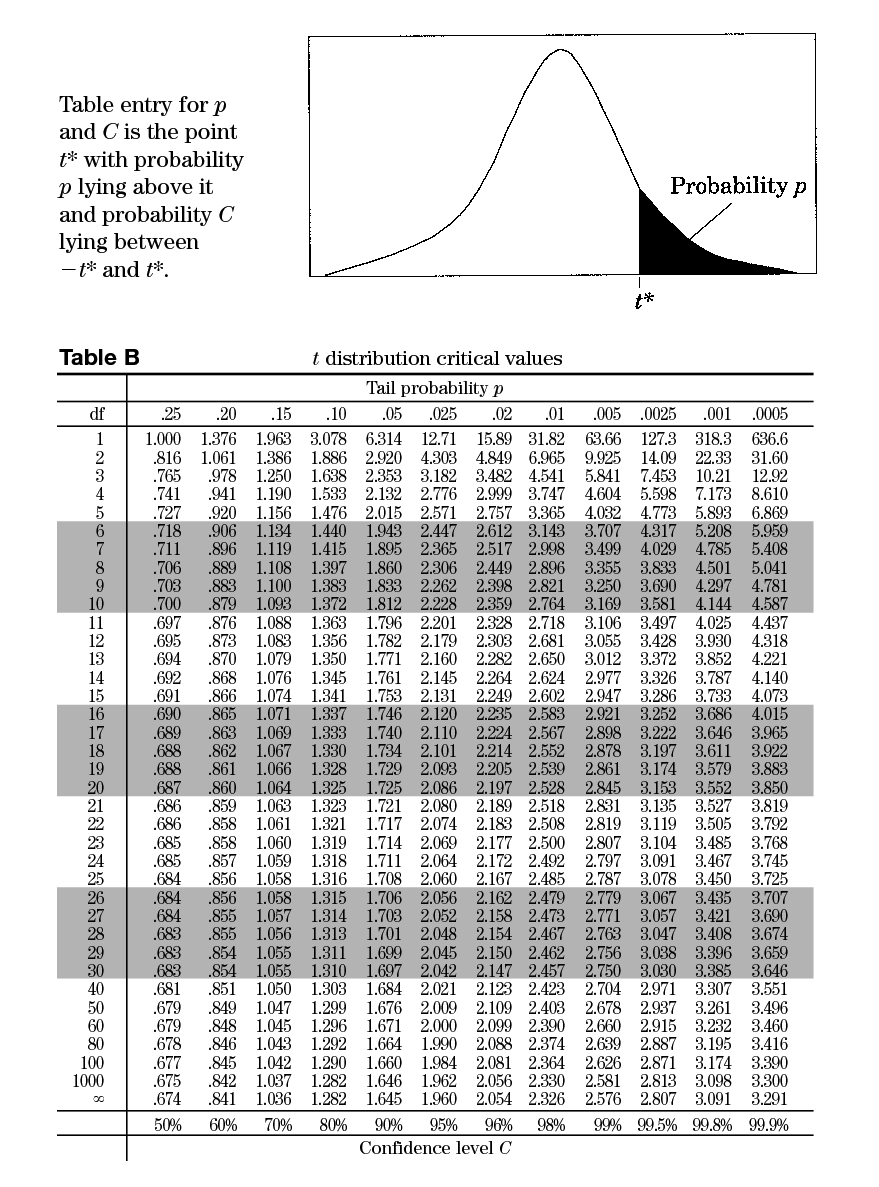 Table entry for p
and C is the point
t* with probability
p lying above it
and probability C
lying between
−t* and t*.
Probability p
t*
Table B t distribution critical values
Tail probability p
df .25 .20 .15 .10 .05 .025 .02 .01 .005 .0025 .001 .0005
1 1.000 1.376 1.963 3.078 6.314 12.71 15.89 31.82 63.66 127.3 318.3 636.6
2 .816 1.061 1.386 1.886 2.920 4.303 4.849 6.965 9.925 14.09 22.33 31.60
3 .765 .978 1.250 1.638 2.353 3.182 3.482 4.541 5.841 7.453 10.21 12.92
4 .741 .941 1.190 1.533 2.132 2.776 2.999 3.747 4.604 5.598 7.173 8.610
5 .727 .920 1.156 1.476 2.015 2.571 2.757 3.365 4.032 4.773 5.893 6.869
6 .718 .906 1.134 1.440 1.943 2.447 2.612 3.143 3.707 4.317 5.208 5.959
7 .711 .896 1.119 1.415 1.895 2.365 2.517 2.998 3.499 4.029 4.785 5.408
8 .706 .889 1.108 1.397 1.860 2.306 2.449 2.896 3.355 3.833 4.501 5.041
9 .703 .883 1.100 1.383 1.833 2.262 2.398 2.821 3.250 3.690 4.297 4.781
10 .700 .879 1.093 1.372 1.812 2.228 2.359 2.764 3.169 3.581 4.144 4.587
11 .697 .876 1.088 1.363 1.796 2.201 2.328 2.718 3.106 3.497 4.025 4.437
12 .695 .873 1.083 1.356 1.782 2.179 2.303 2.681 3.055 3.428 3.930 4.318
13 .694 .870 1.079 1.350 1.771 2.160 2.282 2.650 3.012 3.372 3.852 4.221
14 .692 .868 1.076 1.345 1.761 2.145 2.264 2.624 2.977 3.326 3.787 4.140
15 .691 .866 1.074 1.341 1.753 2.131 2.249 2.602 2.947 3.286 3.733 4.073
16 .690 .865 1.071 1.337 1.746 2.120 2.235 2.583 2.921 3.252 3.686 4.015
17 .689 .863 1.069 1.333 1.740 2.110 2.224 2.567 2.898 3.222 3.646 3.965
18 .688 .862 1.067 1.330 1.734 2.101 2.214 2.552 2.878 3.197 3.611 3.922
19 .688 .861 1.066 1.328 1.729 2.093 2.205 2.539 2.861 3.174 3.579 3.883
20 .687 .860 1.064 1.325 1.725 2.086 2.197 2.528 2.845 3.153 3.552 3.850
21 .686 .859 1.063 1.323 1.721 2.080 2.189 2.518 2.831 3.135 3.527 3.819
22 .686 .858 1.061 1.321 1.717 2.074 2.183 2.508 2.819 3.119 3.505 3.792
23 .685 .858 1.060 1.319 1.714 2.069 2.177 2.500 2.807 3.104 3.485 3.768
24 .685 .857 1.059 1.318 1.711 2.064 2.172 2.492 2.797 3.091 3.467 3.745
25 .684 .856 1.058 1.316 1.708 2.060 2.167 2.485 2.787 3.078 3.450 3.725
26 .684 .856 1.058 1.315 1.706 2.056 2.162 2.479 2.779 3.067 3.435 3.707
27 .684 .855 1.057 1.314 1.703 2.052 2.158 2.473 2.771 3.057 3.421 3.690
28 .683 .855 1.056 1.313 1.701 2.048 2.154 2.467 2.763 3.047 3.408 3.674
29 .683 .854 1.055 1.311 1.699 2.045 2.150 2.462 2.756 3.038 3.396 3.659
30 .683 .854 1.055 1.310 1.697 2.042 2.147 2.457 2.750 3.030 3.385 3.646
40 .681 .851 1.050 1.303 1.684 2.021 2.123 2.423 2.704 2.971 3.307 3.551
50 .679 .849 1.047 1.299 1.676 2.009 2.109 2.403 2.678 2.937 3.261 3.496
60 .679 .848 1.045 1.296 1.671 2.000 2.099 2.390 2.660 2.915 3.232 3.460
80 .678 .846 1.043 1.292 1.664 1.990 2.088 2.374 2.639 2.887 3.195 3.416
100 .677 .845 1.042 1.290 1.660 1.984 2.081 2.364 2.626 2.871 3.174 3.390
1000 .675 .842 1.037 1.282 1.646 1.962 2.056 2.330 2.581 2.813 3.098 3.300
∞ .674 .841 1.036 1.282 1.645 1.960 2.054 2.326 2.576 2.807 3.091 3.291
50% 60% 70% 80% 90% 95% 96% 98% 99% 99.5% 99.8% 99.9%
Confidence level C